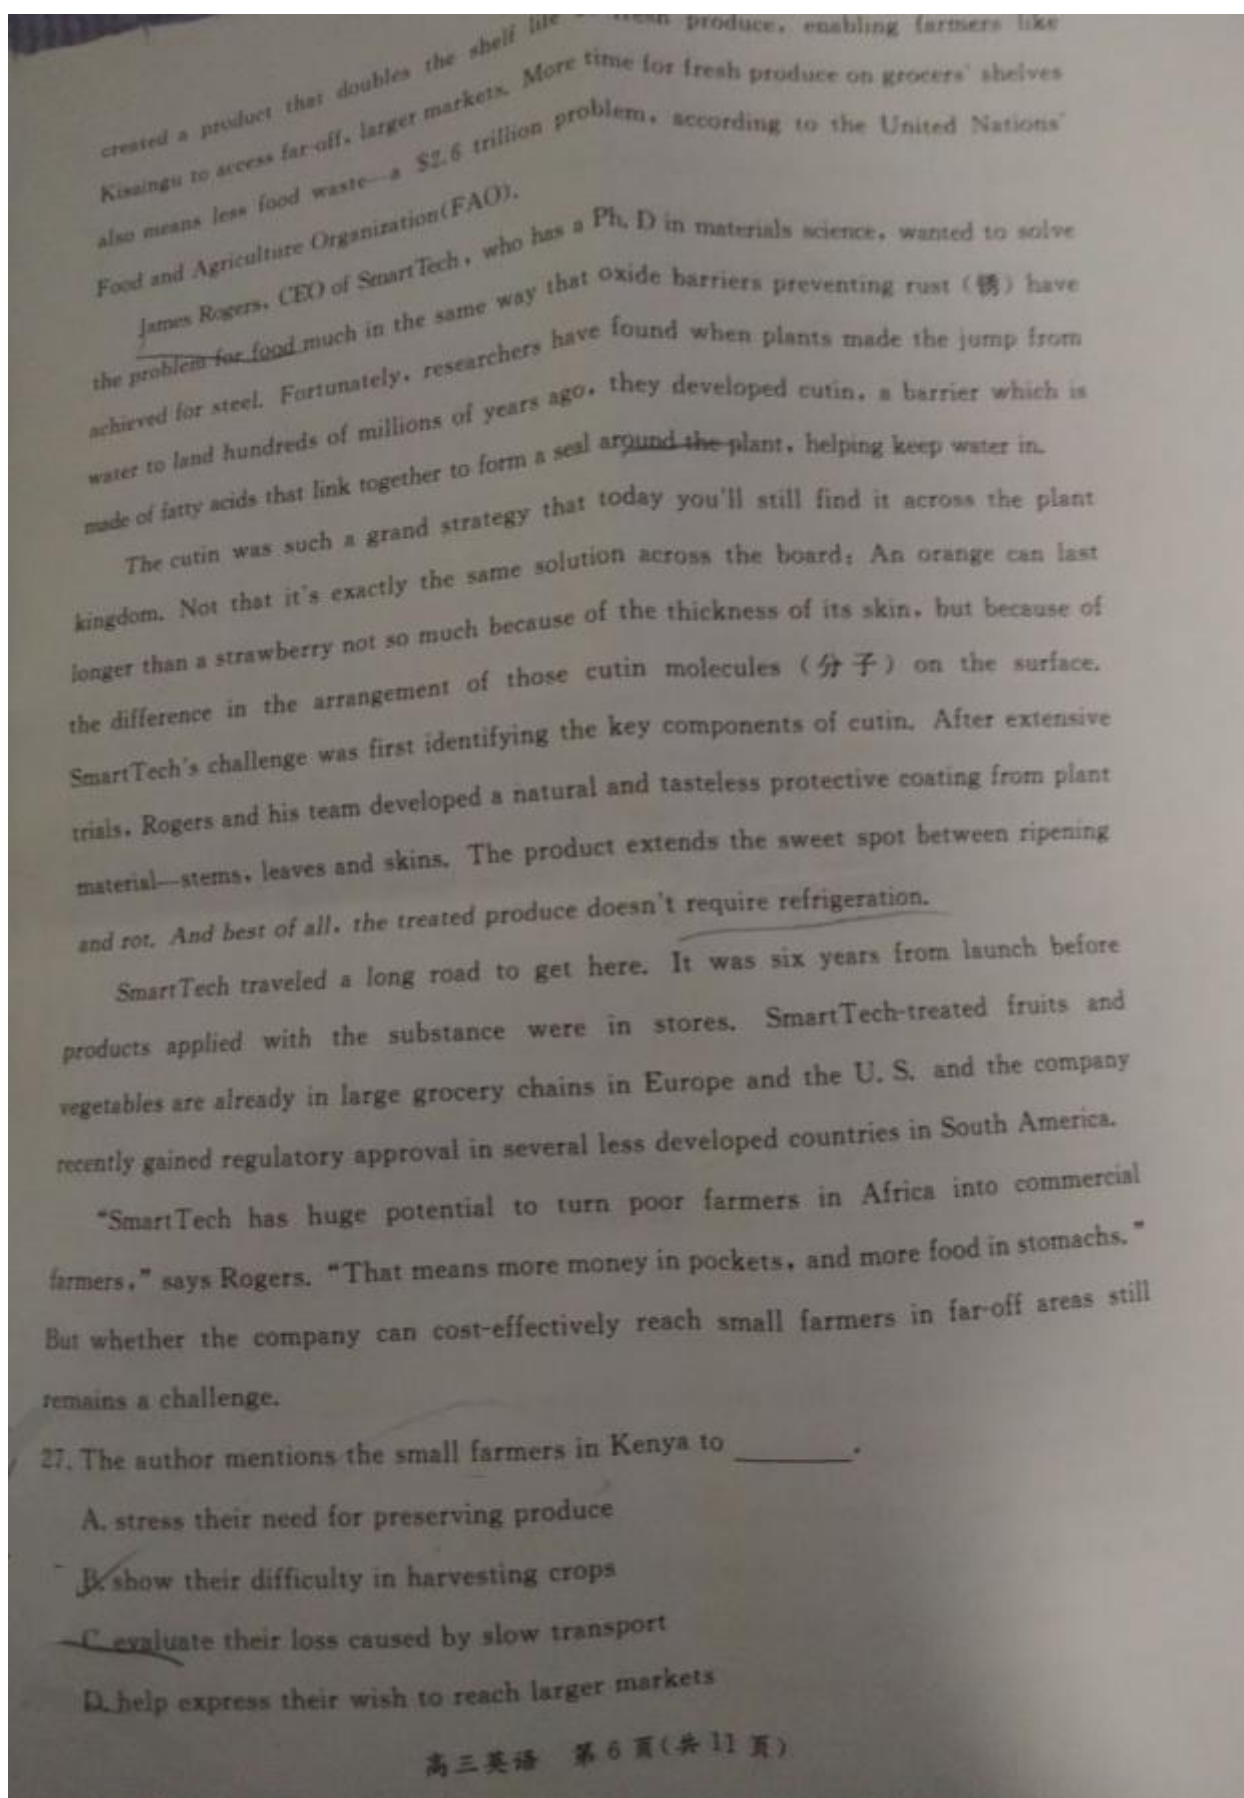 created a product that doubles the shelf life fresh produce, enabling farmers like
Kisaingu to access far-off, larger markets. More time for fresh produce on grocers' shelves
also means less food waste—a $2.6 trillion problem, according to the United Nations'
Food and Agriculture Organization(FAO).
James Rogers, CEO of SmartTech, who has a Ph. D in materials science, wanted to solve
the problem for food much in the same way that oxide barriers preventing rust (锈) have
achieved for steel. Fortunately, researchers have found when plants made the jump from
water to land hundreds of millions of years ago, they developed cutin, a barrier which is
made of fatty acids that link together to form a seal around the plant, helping keep water in.
The cutin was such a grand strategy that today you'll still find it across the plant
kingdom. Not that it's exactly the same solution across the board: An orange can last
longer than a strawberry not so much because of the thickness of its skin, but because of
the difference in the arrangement of those cutin molecules (分子) on the surface.
SmartTech's challenge was first identifying the key components of cutin. After extensive
trials, Rogers and his team developed a natural and tasteless protective coating from plant
material—stems, leaves and skins. The product extends the sweet spot between ripening
and rot. And best of all, the treated produce doesn't require refrigeration.
SmartTech traveled a long road to get here. It was six years from launch before
products applied with the substance were in stores. SmartTech-treated fruits and
vegetables are already in large grocery chains in Europe and the U. S. and the company
recently gained regulatory approval in several less developed countries in South America.
"SmartTech has huge potential to turn poor farmers in Africa into commercial
farmers," says Rogers. "That means more money in pockets, and more food in stomachs."
But whether the company can cost-effectively reach small farmers in far-off areas still
remains a challenge.
27. The author mentions the small farmers in Kenya to ______.
A. stress their need for preserving produce
B. show their difficulty in harvesting crops
C. evaluate their loss caused by slow transport
D. help express their wish to reach larger markets
高三英语 第 6 页(共 11 页)